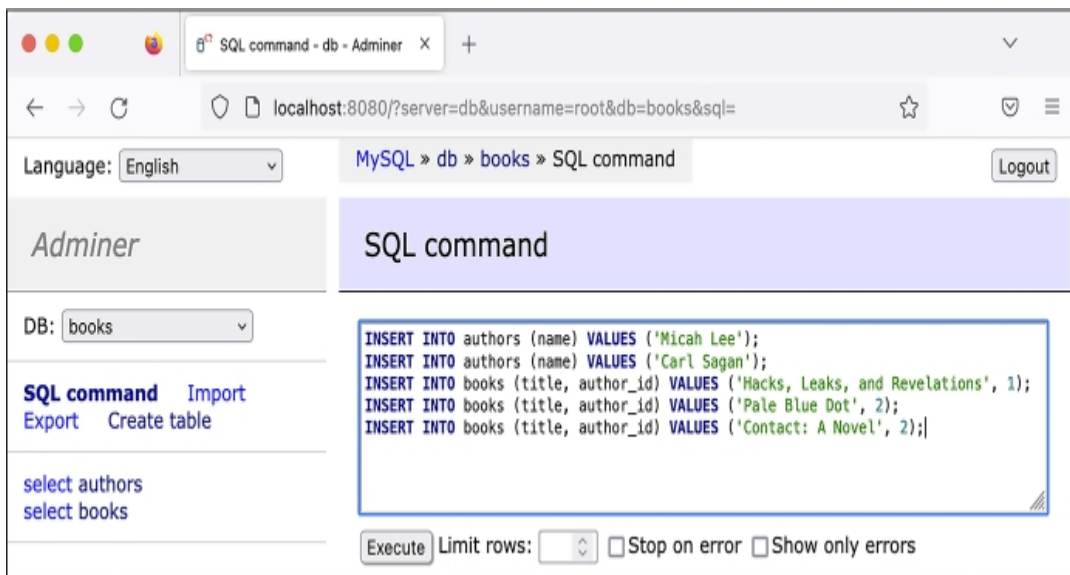 SQL command - db - Adminer
localhost:8080/?server=db&username=root&db=books&sql=
Language: English
MySQL » db » books » SQL command
Logout
Adminer
SQL command
DB: books
INSERT INTO authors (name) VALUES ('Micah Lee');
INSERT INTO authors (name) VALUES ('Carl Sagan');
INSERT INTO books (title, author_id) VALUES ('Hacks, Leaks, and Revelations', 1);
INSERT INTO books (title, author_id) VALUES ('Pale Blue Dot', 2);
INSERT INTO books (title, author_id) VALUES ('Contact: A Novel', 2);
SQL command Import
Export Create table
select authors
select books
Execute Limit rows: Stop on error Show only errors